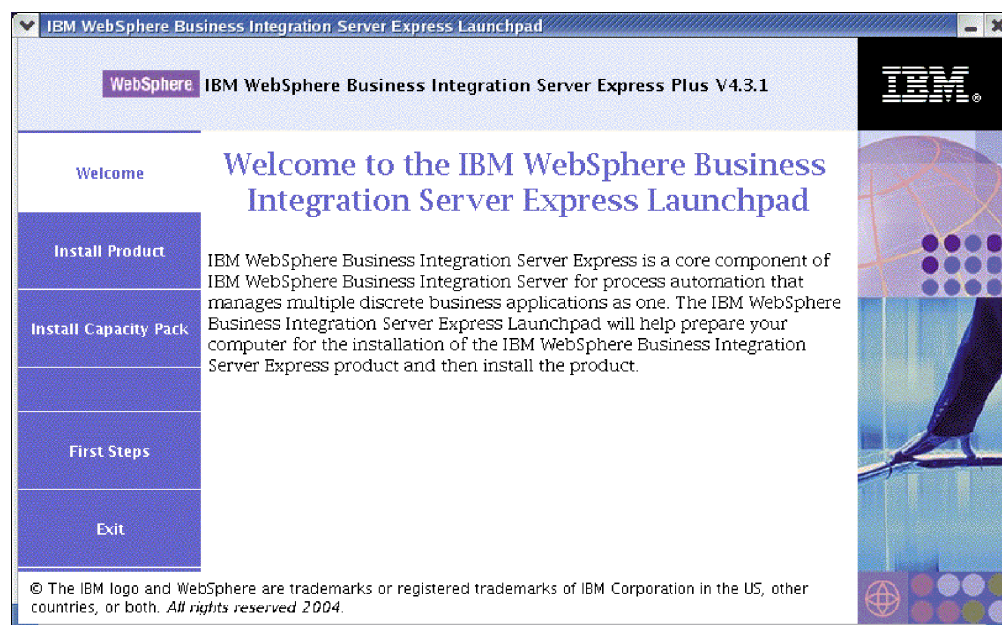 IBM WebSphere Business Integration Server Express Launchpad
WebSphere. IBM WebSphere Business Integration Server Express Plus V4.3.1
IBM®
Welcome
Install Product
Install Capacity Pack
First Steps
Exit
Welcome to the IBM WebSphere Business
Integration Server Express Launchpad
IBM WebSphere Business Integration Server Express is a core component of
IBM WebSphere Business Integration Server for process automation that
manages multiple discrete business applications as one. The IBM WebSphere
Business Integration Server Express Launchpad will help prepare your
computer for the installation of the IBM WebSphere Business Integration
Server Express product and then install the product.
© The IBM logo and WebSphere are trademarks or registered trademarks of IBM Corporation in the US, other
countries, or both. All rights reserved 2004.